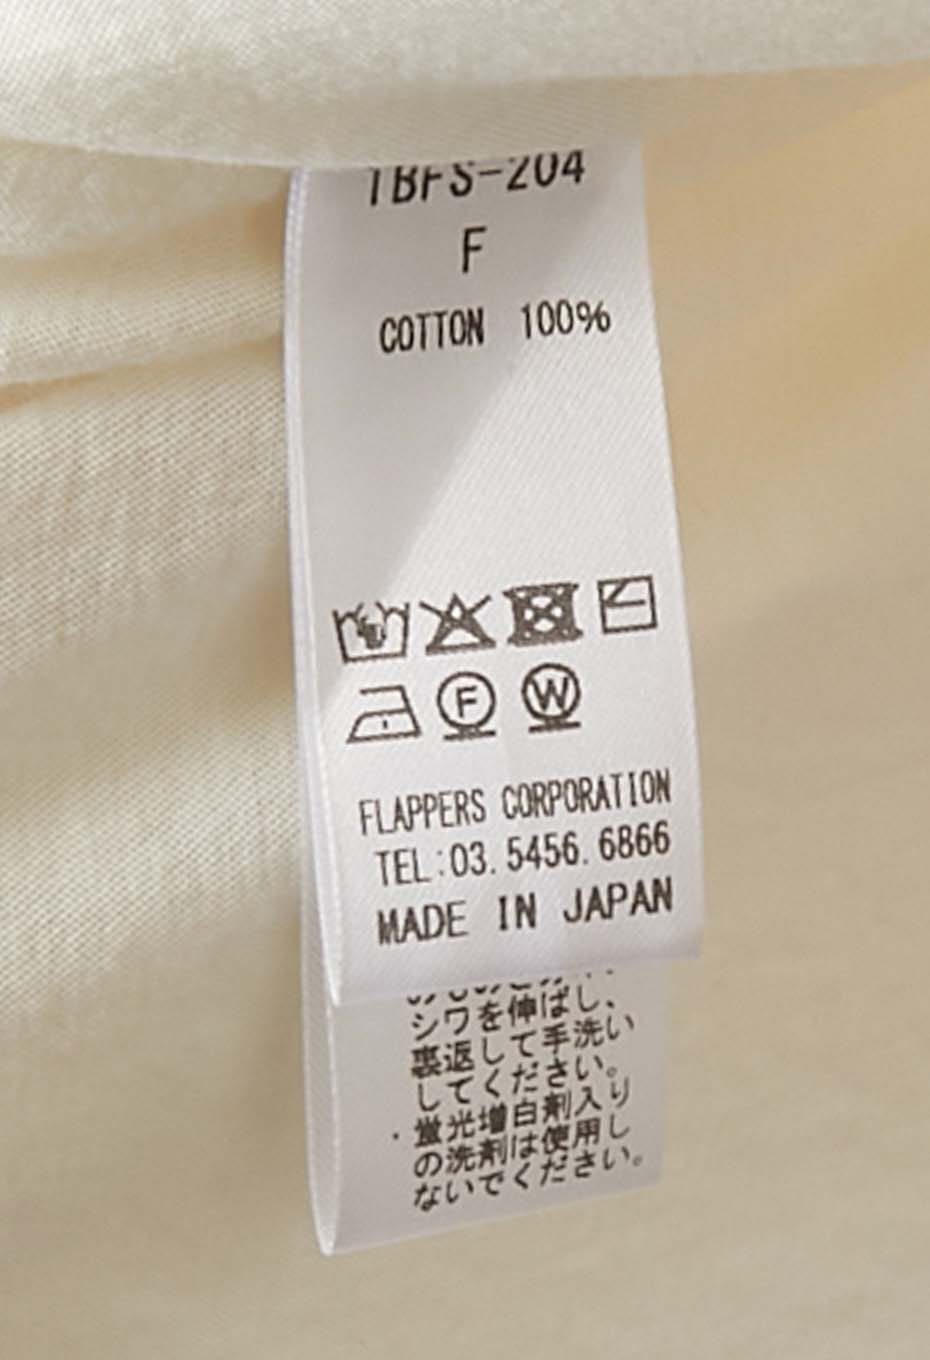 TBFS-204
F
COTTON 100%
F W
FLAPPERS CORPORATION
TEL:03.5456.6866
MADE IN JAPAN
シワを伸ばし、
裏返して手洗い
してください。
・蛍光増白剤入り
の洗剤は使用し
ないでください。